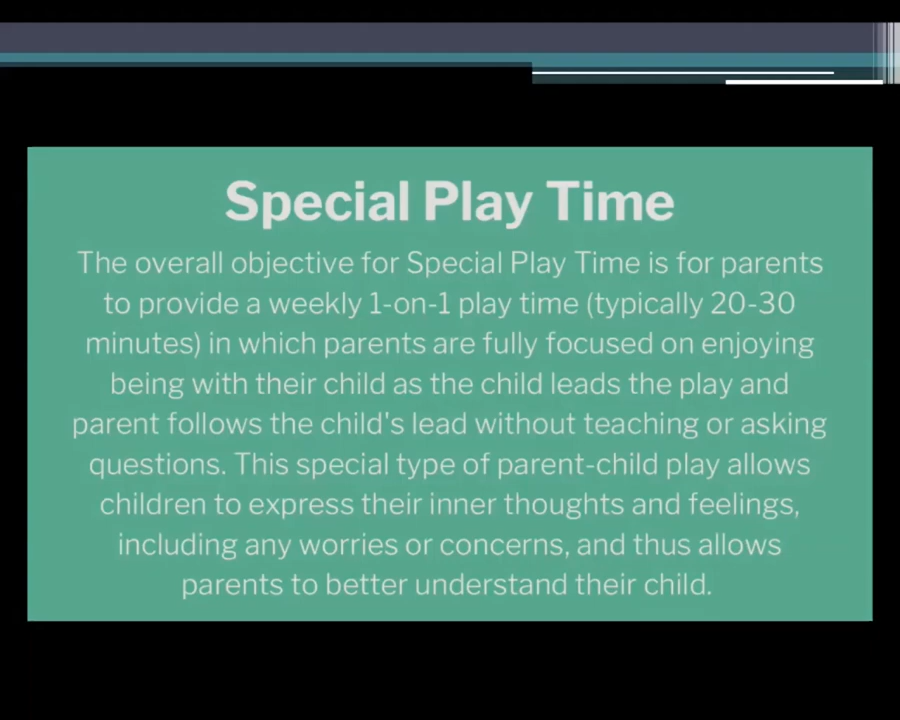 Special Play Time
The overall objective for Special Play Time is for parents
to provide a weekly 1-on-1 play time (typically 20-30
minutes) in which parents are fully focused on enjoying
being with their child as the child leads the play and
parent follows the child's lead without teaching or asking
questions. This special type of parent-child play allows
children to express their inner thoughts and feelings,
including any worries or concerns, and thus allows
parents to better understand their child.